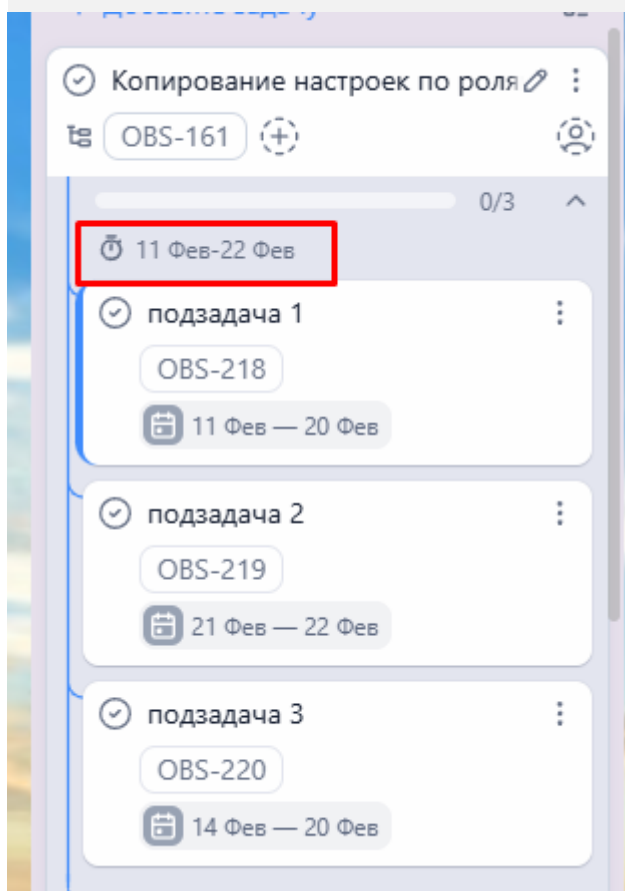 Копирование настроек по роля
OBS-161
0/3
11 Фев-22 Фев
подзадача 1
OBS-218
11 Фев — 20 Фев
подзадача 2
OBS-219
21 Фев — 22 Фев
подзадача 3
OBS-220
14 Фев — 20 Фев